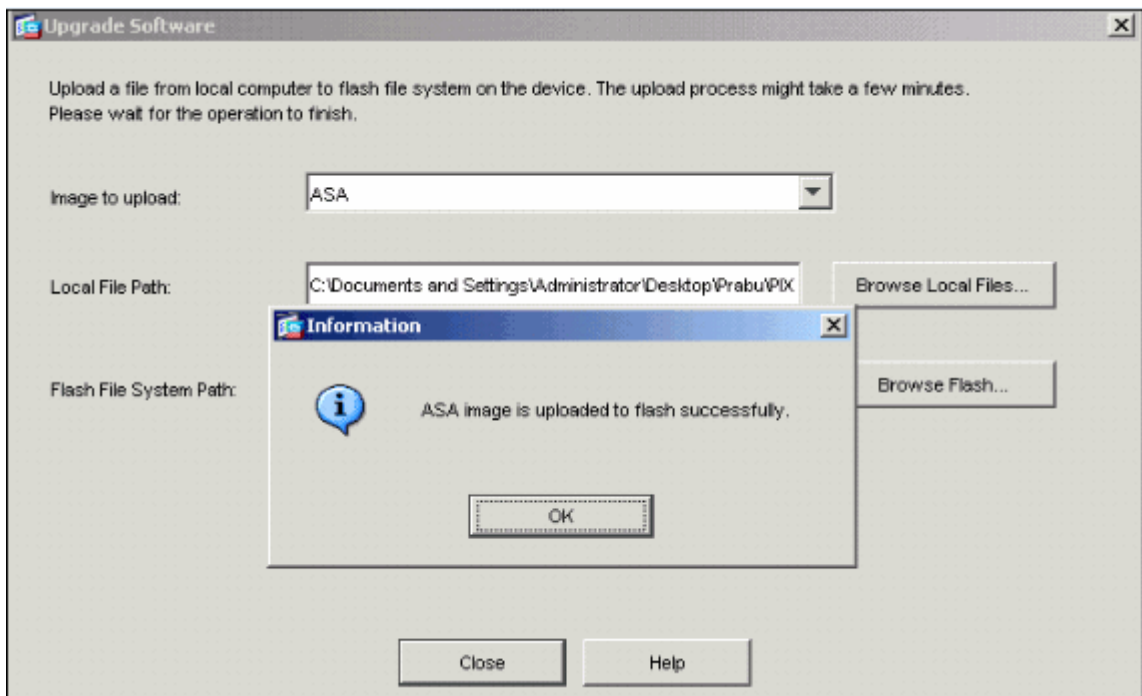 Upgrade Software
Upload a file from local computer to flash file system on the device. The upload process might take a few minutes.
Please wait for the operation to finish.
Image to upload:
ASA
Local File Path:
C:\Documents and Settings\Administrator\Desktop\Prabu\PIX
Browse Local Files...
Information
Flash File System Path:
Browse Flash...
ASA image is uploaded to flash successfully.
OK
Close
Help